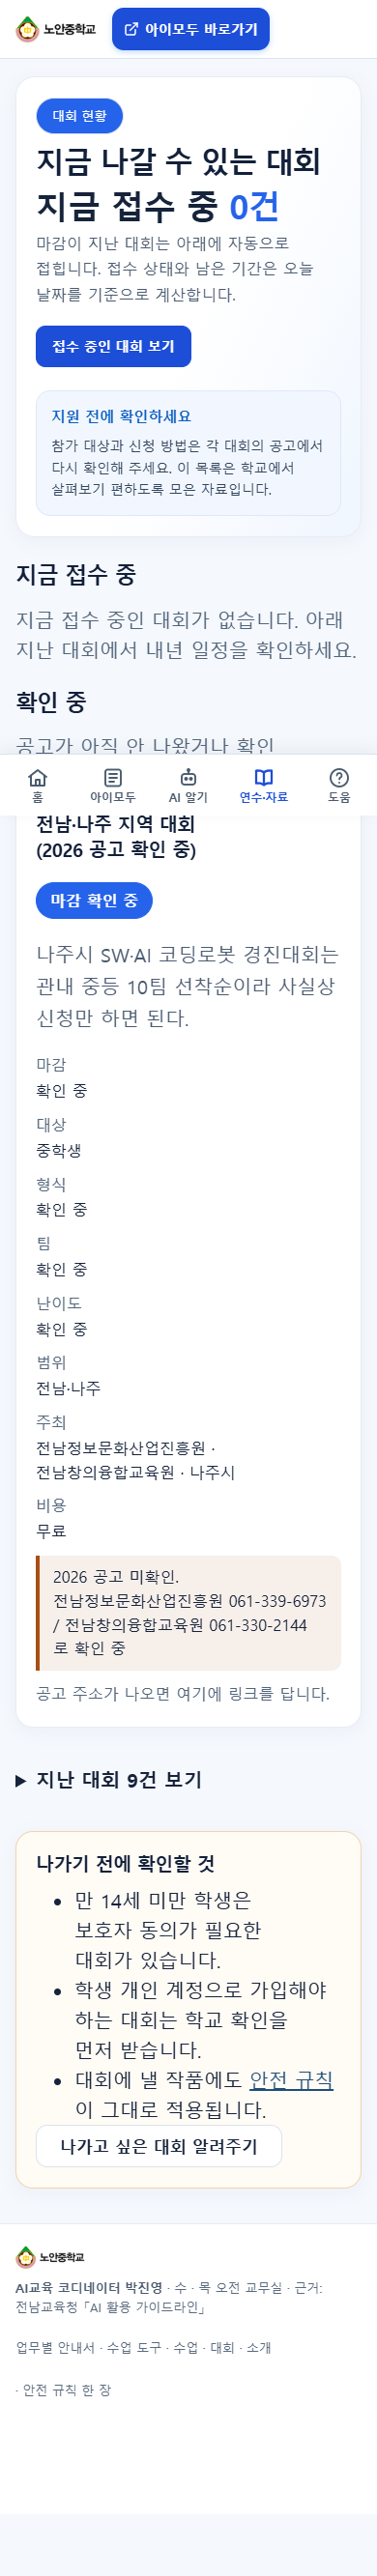 노안중학교
아이모두 바로가기
대회 현황
지금 나갈 수 있는 대회
지금 접수 중 0건
마감이 지난 대회는 아래에 자동으로
접힙니다. 접수 상태와 남은 기간은 오늘
날짜를 기준으로 계산합니다.
접수 중인 대회 보기
지원 전에 확인하세요
참가 대상과 신청 방법은 각 대회의 공고에서
다시 확인해 주세요. 이 목록은 학교에서
살펴보기 편하도록 모은 자료입니다.
지금 접수 중
지금 접수 중인 대회가 없습니다. 아래
지난 대회에서 내년 일정을 확인하세요.
확인 중
공고가 아직 안 나왔거나 확인
홈
아이모두
AI 알기
연수·자료
도움
전남·나주 지역 대회
(2026 공고 확인 중)
마감 확인 중
나주시 SW·AI 코딩로봇 경진대회는
관내 중등 10팀 선착순이라 사실상
신청만 하면 된다.
마감
확인 중
대상
중학생
형식
확인 중
팀
확인 중
난이도
확인 중
범위
전남·나주
주최
전남정보문화산업진흥원 ·
전남창의융합교육원 · 나주시
비용
무료
2026 공고 미확인.
전남정보문화산업진흥원 061-339-6973
/ 전남창의융합교육원 061-330-2144
로 확인 중
공고 주소가 나오면 여기에 링크를 답니다.
▶ 지난 대회 9건 보기
나가기 전에 확인할 것
• 만 14세 미만 학생은
보호자 동의가 필요한
대회가 있습니다.
• 학생 개인 계정으로 가입해야
하는 대회는 학교 확인을
먼저 받습니다.
• 대회에 낼 작품에도 안전 규칙
이 그대로 적용됩니다.
나가고 싶은 대회 알려주기
노안중학교
AI교육 코디네이터 박진영 · 수 · 목 오전 교무실 · 근거:
전남교육청 「AI 활용 가이드라인」
업무별 안내서 · 수업 도구 · 수업 · 대회 · 소개
· 안전 규칙 한 장